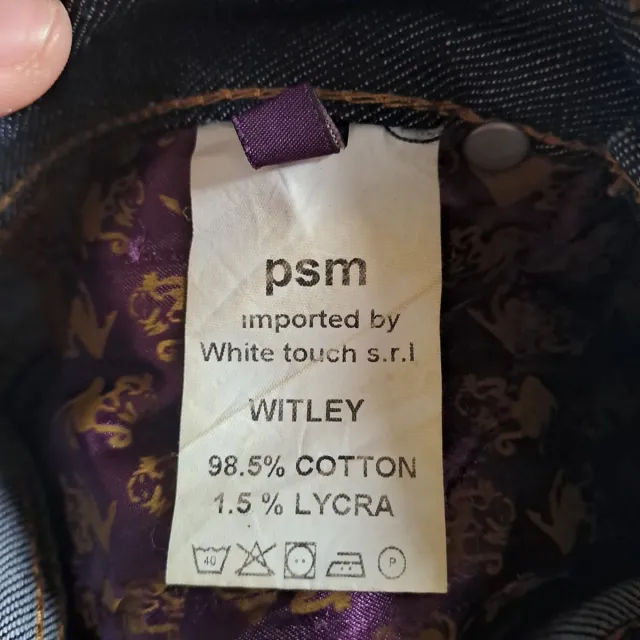 psm
imported by
White touch s.r.l
WITLEY
98.5% COTTON
1.5 % LYCRA
40 P